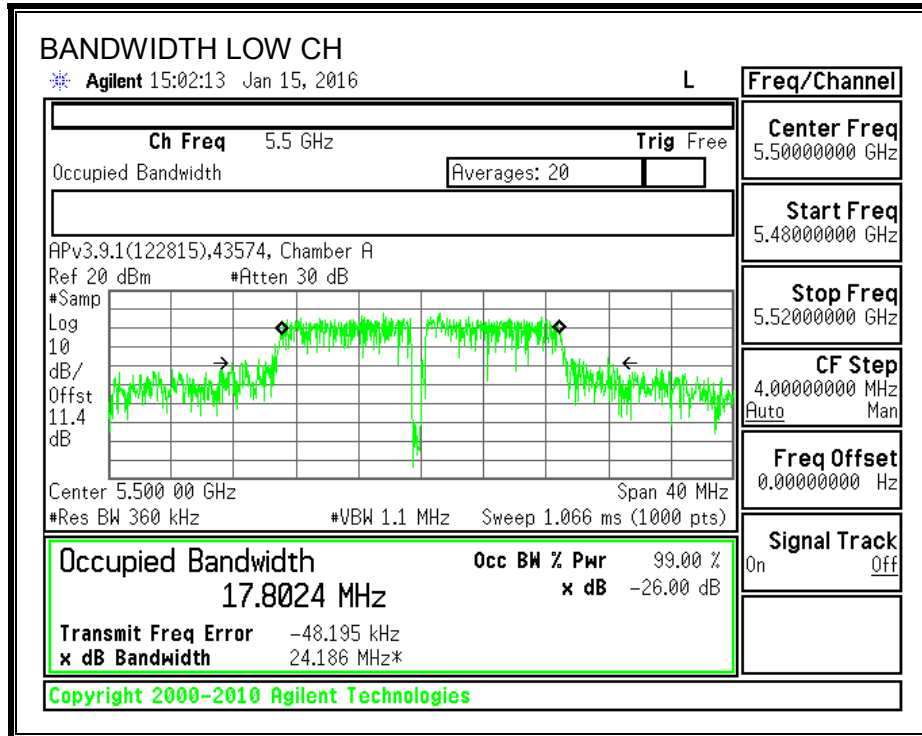 BANDWIDTH LOW CH
Agilent 15:02:13 Jan 15, 2016 L
Freq/Channel
Ch Freq 5.5 GHz Trig Free
Occupied Bandwidth Averages: 20
APv3.9.1(122815),43574, Chamber A
Ref 20 dBm #Atten 30 dB
#Samp
Log
10
dB/
Offst
11.4
dB
Center 5.500 00 GHz Span 40 MHz
#Res BW 360 kHz #VBW 1.1 MHz Sweep 1.066 ms (1000 pts)
Occupied Bandwidth Occ BW % Pwr 99.00 %
17.8024 MHz x dB -26.00 dB
Transmit Freq Error -48.195 kHz
x dB Bandwidth 24.186 MHz*
Copyright 2000-2010 Agilent Technologies
Center Freq
5.50000000 GHz
Start Freq
5.48000000 GHz
Stop Freq
5.52000000 GHz
CF Step
4.00000000 MHz
Auto Man
Freq Offset
0.00000000 Hz
Signal Track
On Off